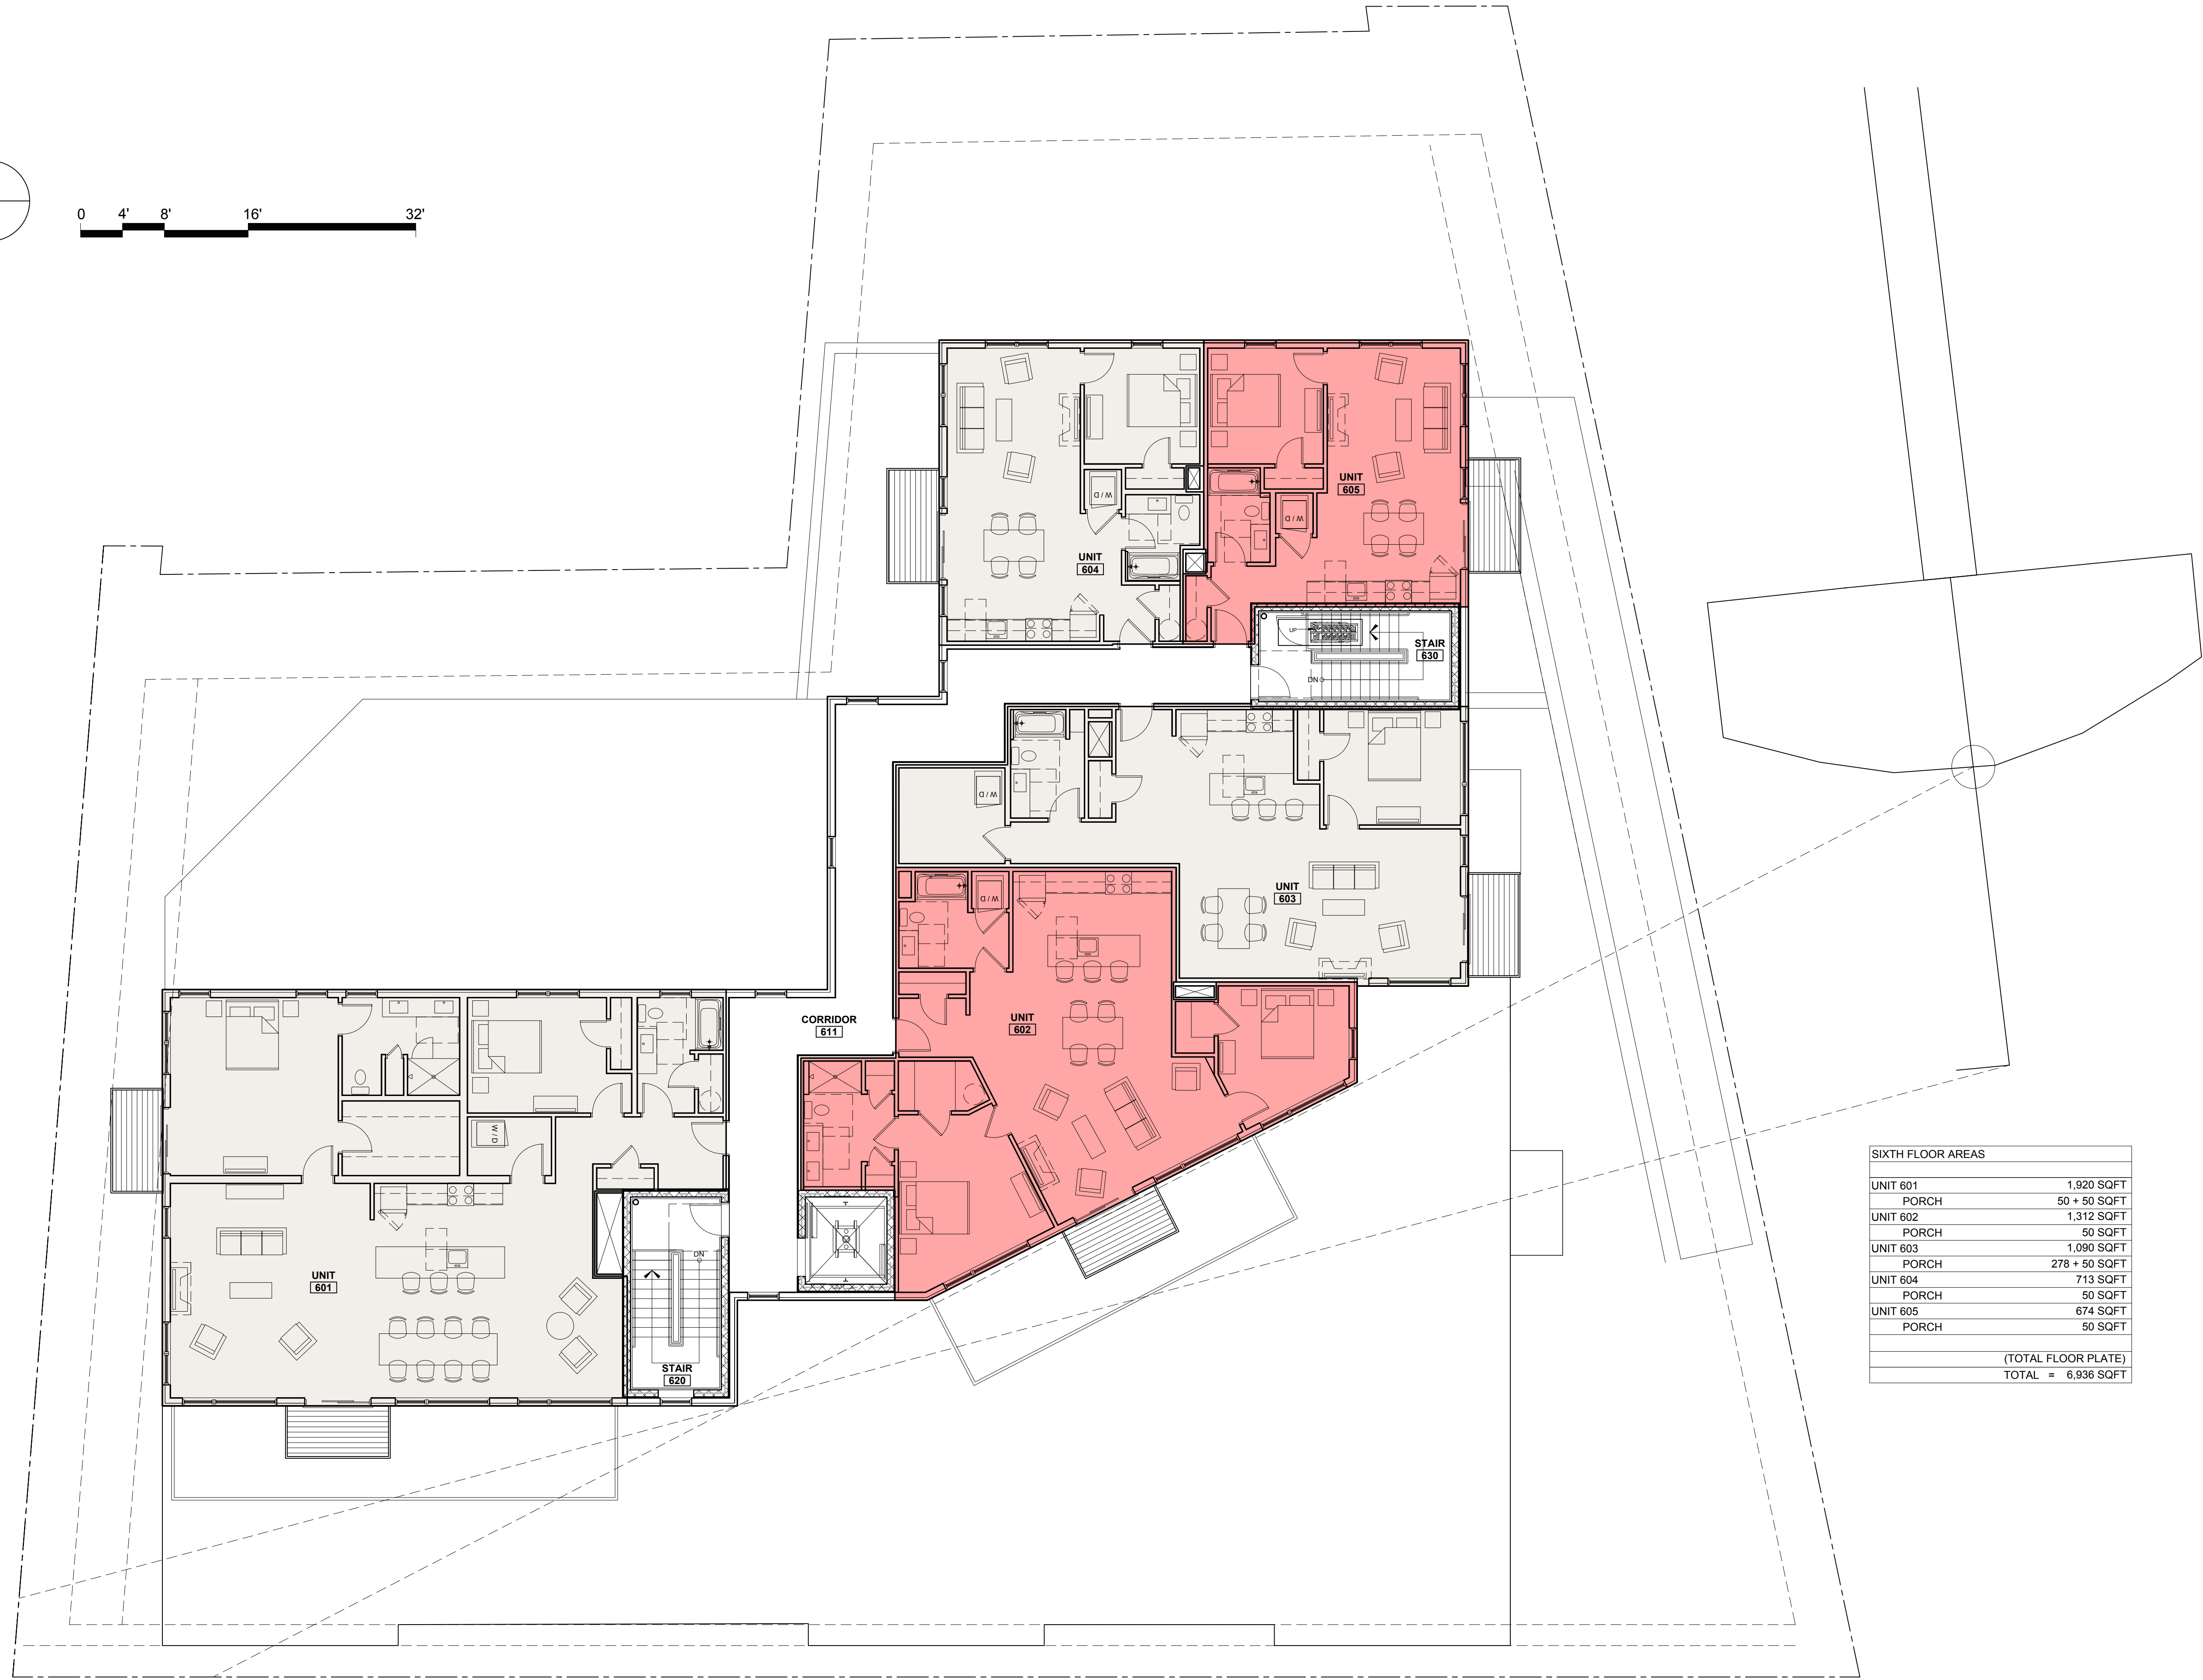 0 4' 8' 16' 32'
UNIT
605
W/D
W/D
UNIT
604
UP
STAIR
630
DN
W/D
UNIT
603
W/D
CORRIDOR
611
UNIT
602
W/D
DN
UNIT
601
STAIR
620
SIXTH FLOOR AREAS
UNIT 601 1,920 SQFT
PORCH 50 + 50 SQFT
UNIT 602 1,312 SQFT
PORCH 50 SQFT
UNIT 603 1,090 SQFT
PORCH 278 + 50 SQFT
UNIT 604 713 SQFT
PORCH 50 SQFT
UNIT 605 674 SQFT
PORCH 50 SQFT
(TOTAL FLOOR PLATE)
TOTAL = 6,936 SQFT